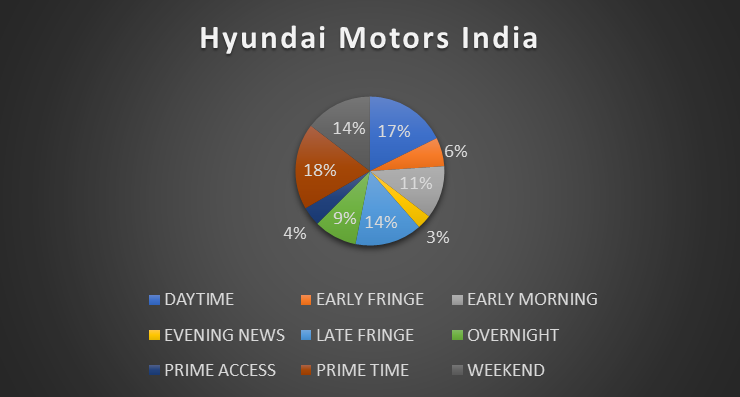 Hyundai Motors India
14%
17%
6%
18%
11%
9%
14%
4%
3%
DAYTIME EARLY FRINGE EARLY MORNING
EVENING NEWS LATE FRINGE OVERNIGHT
PRIME ACCESS PRIME TIME WEEKEND